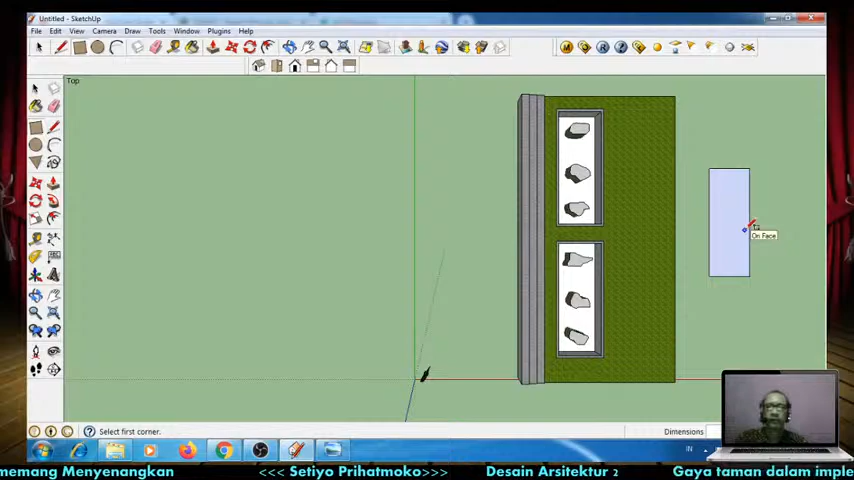 Untitled - SketchUp
File Edit View Camera Draw Tools Window Plugins Help
Top
On Face
Select first corner.
Dimensions
IN
memang Menyenangkan <<< Setiyo Prihatmoko>>> Desain Arsitektur 2 Gaya taman dalam imple